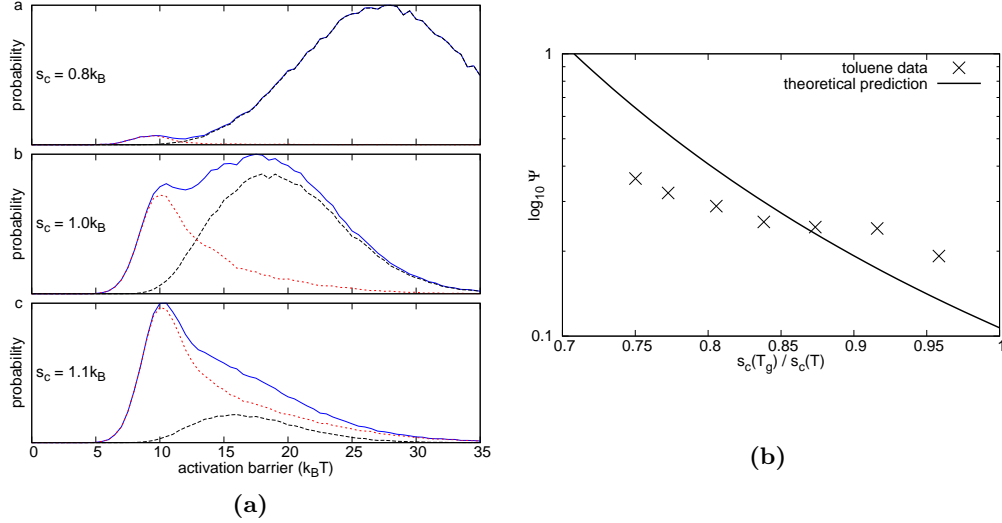 a
probability
s_c = 0.8k_B
b
probability
s_c = 1.0k_B
c
probability
s_c = 1.1k_B
0 5 10 15 20 25 30 35
activation barrier (k_BT)
(a)
1
toluene data
theoretical prediction
log_10 Ψ
0.1
0.7 0.75 0.8 0.85 0.9 0.95 1
s_c(T_g) / s_c(T)
(b)